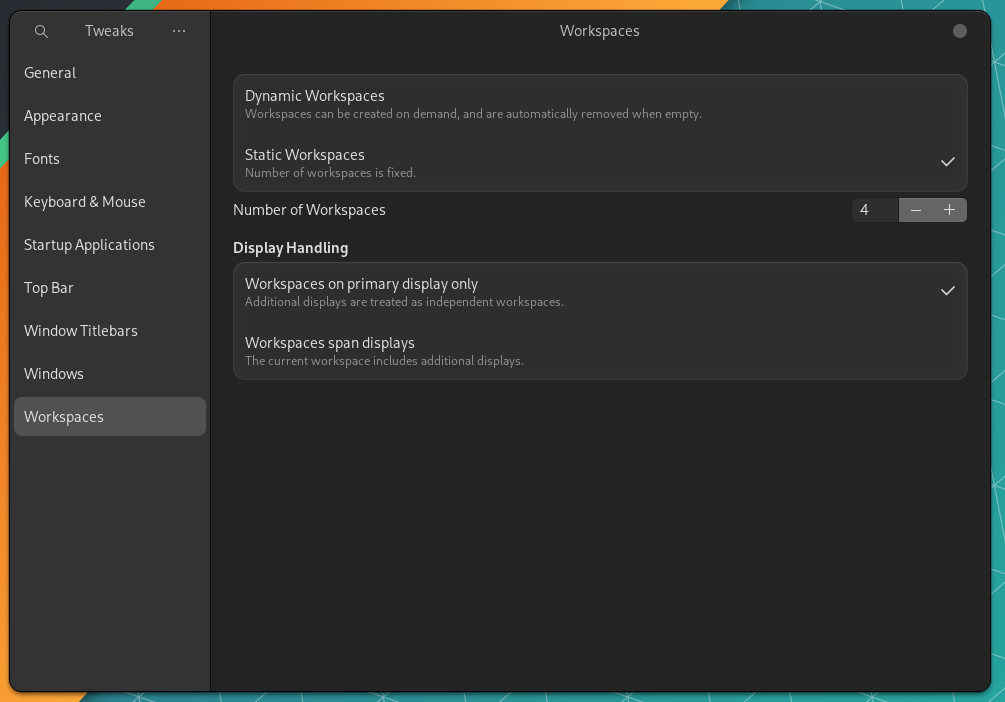 Tweaks
Workspaces
General
Appearance
Fonts
Keyboard & Mouse
Startup Applications
Top Bar
Window Titlebars
Windows
Workspaces
Dynamic Workspaces
Workspaces can be created on demand, and are automatically removed when empty.
Static Workspaces
Number of workspaces is fixed.
Number of Workspaces 4 − +
Display Handling
Workspaces on primary display only
Additional displays are treated as independent workspaces.
Workspaces span displays
The current workspace includes additional displays.